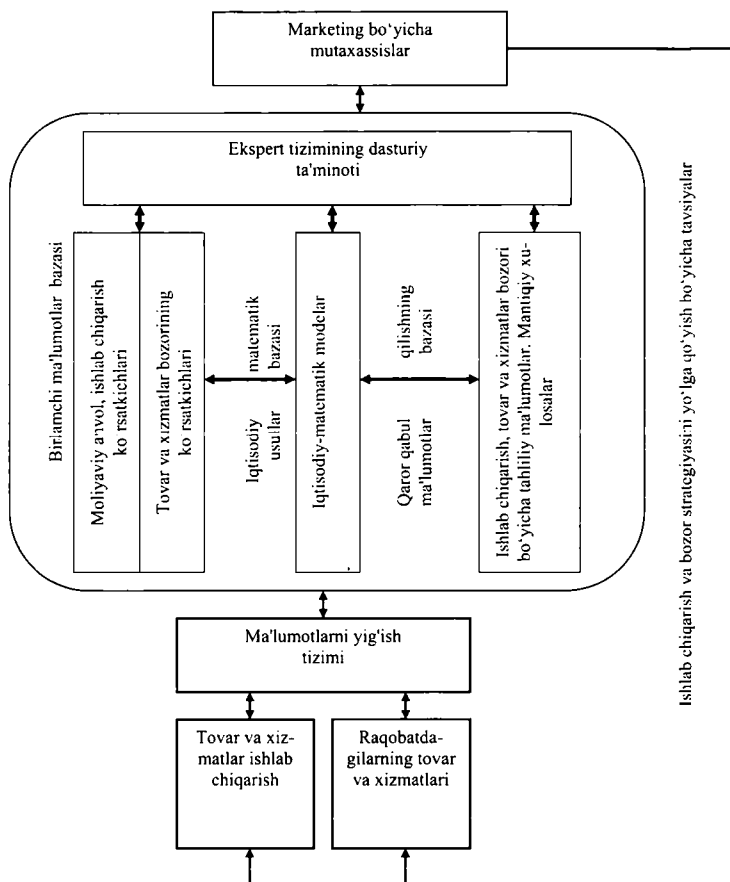 Marketing bo‘yicha
mutaxassislar
Ekspert tizimining dasturiy
ta'minoti
Birlamchi ma'lumotlar bazasi
Moliyaviy ahvol, ishlab chiqarish
ko rsatkichlari
Tovar va xizmatlar bozorining
ko rsatkichlari
Iqtisodiy matematik
usullar bazasi
Iqtisodiy-matematik modellar
Qaror qabul qilishning
ma'lumotlar bazasi
Ishlab chiqarish, tovar va xizmatlar bozori
bo‘yicha tahliliy ma'lumotlar. Mantiqiy xu-
losalar
Ishlab chiqarish va bozor strategiyasini yo‘lga qo‘yish bo‘yicha tavsiyalar
Ma'lumotlarni yig'ish
tizimi
Tovar va xiz-
matlar ishlab
chiqarish
Raqobatda-
gilarning tovar
va xizmatlari